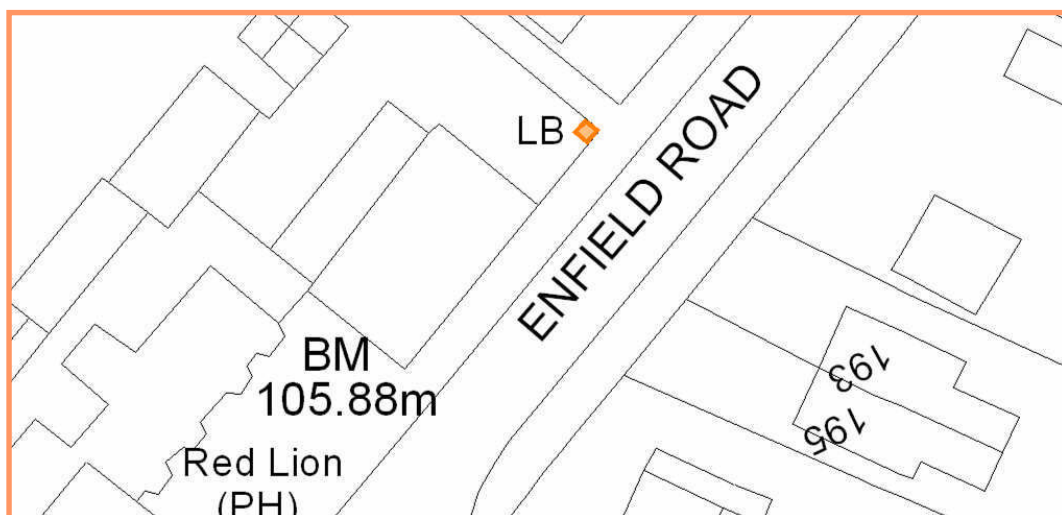 LB
ENFIELD ROAD
BM
105.88m
193
195
Red Lion
(PH)